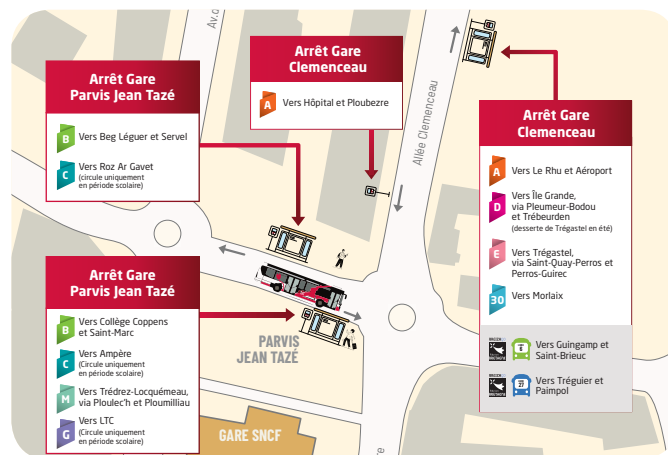 Av.d
Arrêt Gare
Parvis Jean Tazé
B Vers Beg Léguer et Servel
C Vers Roz Ar Gavet
(circule uniquement
en période scolaire)
Arrêt Gare
Clemenceau
A Vers Hôpital et Ploubezre
Allée Clemenceau
Arrêt Gare
Clemenceau
A Vers Le Rhu et Aéroport
D Vers Île Grande,
via Pleumeur-Bodou
et Trébeurden
(desserte de Trégastel en été)
E Vers Trégastel,
via Saint-Quay-Perros et
Perros-Guirec
30 Vers Morlaix
Vers Guingamp et
Saint-Brieuc
27 Vers Tréguier et
Paimpol
Arrêt Gare
Parvis Jean Tazé
B Vers Collège Coppens
et Saint-Marc
C Vers Ampère
(Circule uniquement
en période scolaire)
M Vers Trédrez-Locquémeau,
via Ploulec'h et Ploumilliau
G Vers LTC
(Circule uniquement
en période scolaire)
PARVIS
JEAN TAZÉ
GARE SNCF